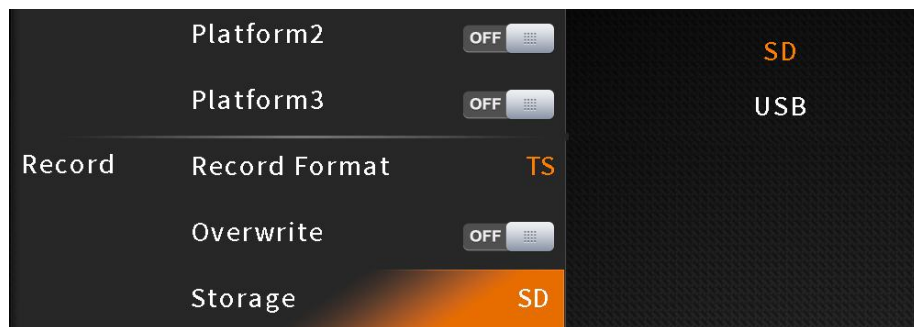 Platform2 OFF
Platform3 OFF
Record Record Format TS
Overwrite OFF
Storage SD
SD
USB